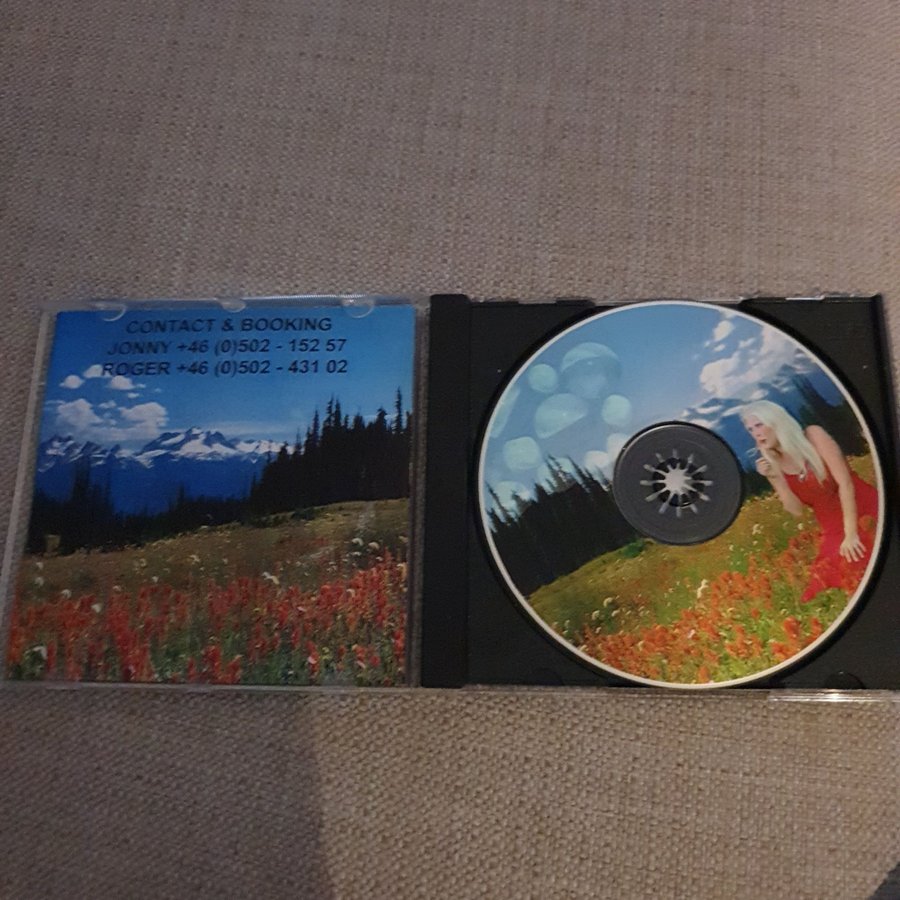 CONTACT & BOOKING
JONNY +46 (0)502 - 152 57
ROGER +46 (0)502 - 431 02